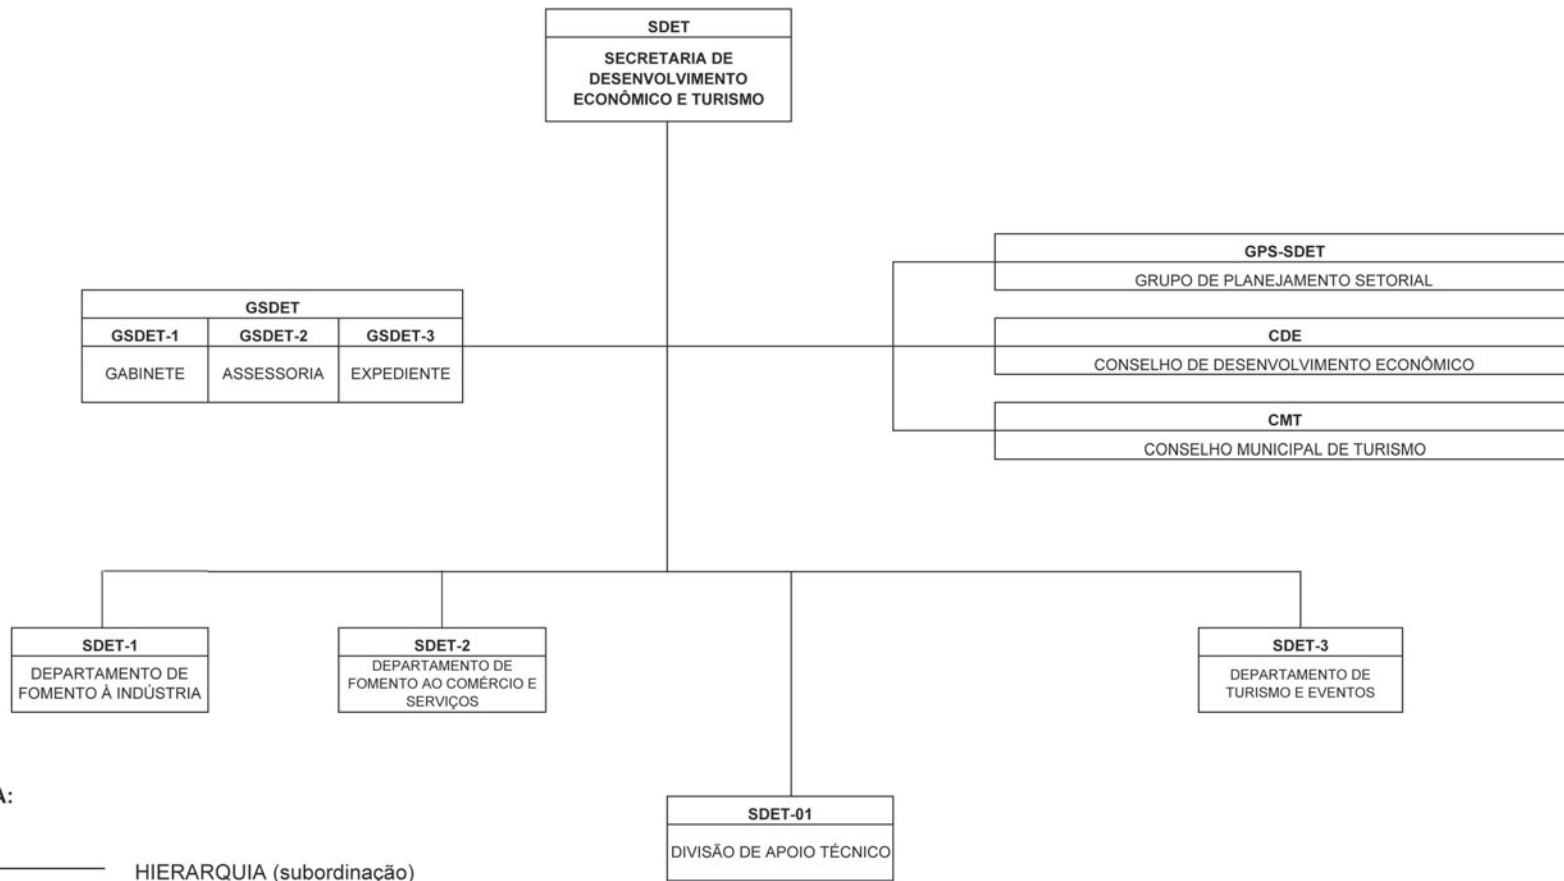 SDET
SECRETARIA DE
DESENVOLVIMENTO
ECONÔMICO E TURISMO
GPS-SDET
GRUPO DE PLANEJAMENTO SETORIAL
GSDET
GSDET-1 GSDET-2 GSDET-3
GABINETE ASSESSORIA EXPEDIENTE
CDE
CONSELHO DE DESENVOLVIMENTO ECONÔMICO
CMT
CONSELHO MUNICIPAL DE TURISMO
SDET-1
DEPARTAMENTO DE
FOMENTO À INDÚSTRIA
SDET-2
DEPARTAMENTO DE
FOMENTO AO COMÉRCIO E
SERVIÇOS
SDET-3
DEPARTAMENTO DE
TURISMO E EVENTOS
A:
SDET-01
DIVISÃO DE APOIO TÉCNICO
HIERARQUIA (subordinação)